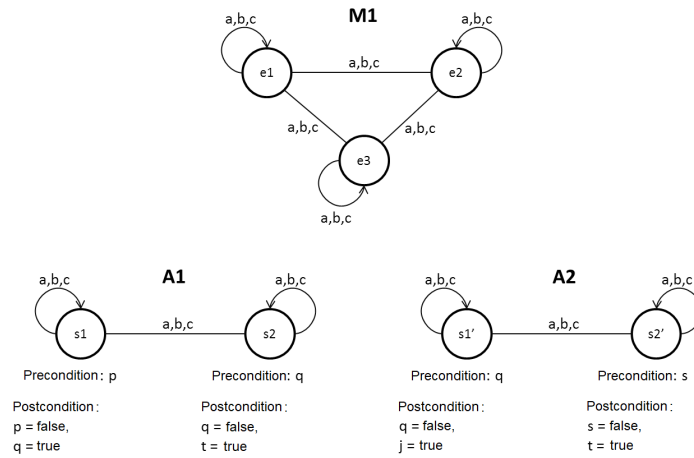 M1
a,b,c
a,b,c
e1
a,b,c
e2
a,b,c
a,b,c
e3
a,b,c
A1
A2
a,b,c
a,b,c
a,b,c
a,b,c
s1
a,b,c
s2
s1′
a,b,c
s2′
Precondition: p
Precondition: q
Precondition: q
Precondition: s
Postcondition:
Postcondition:
Postcondition:
Postcondition:
p = false,
q = false,
q = false,
s = false,
q = true
t = true
j = true
t = true